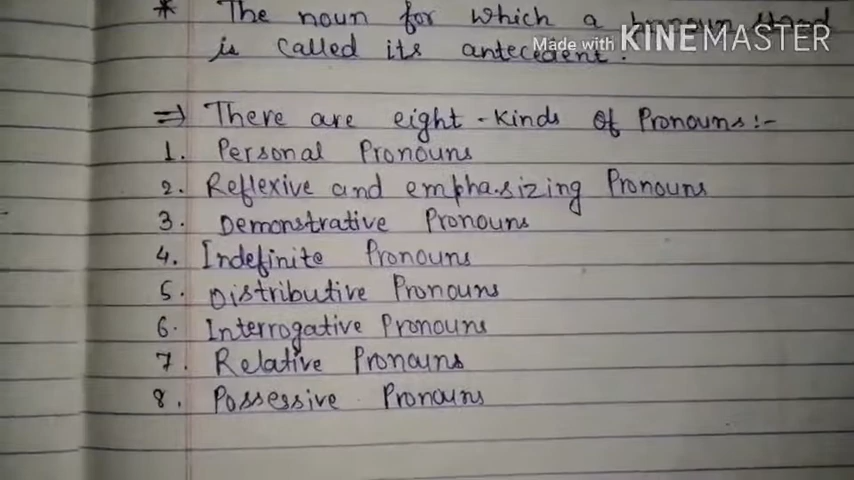 * The noun for which a pronoun stood
is called its antecedent.
Made with KINEMASTER
=> There are eight - kinds of Pronouns :-
1. Personal Pronouns
2. Reflexive and emphasizing Pronouns
3. Demonstrative Pronouns
4. Indefinite Pronouns
5. Distributive Pronouns
6. Interrogative Pronouns
7. Relative Pronouns
8. Possessive Pronouns